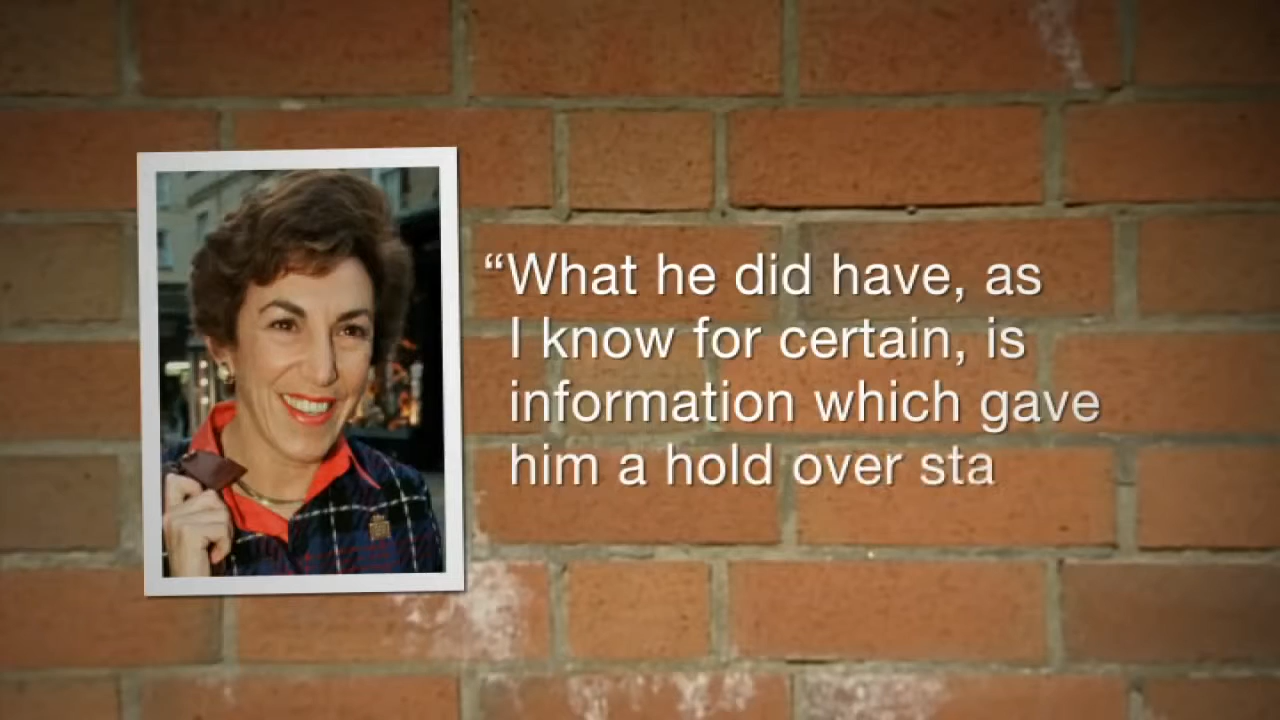 “What he did have, as
I know for certain, is
information which gave
him a hold over sta